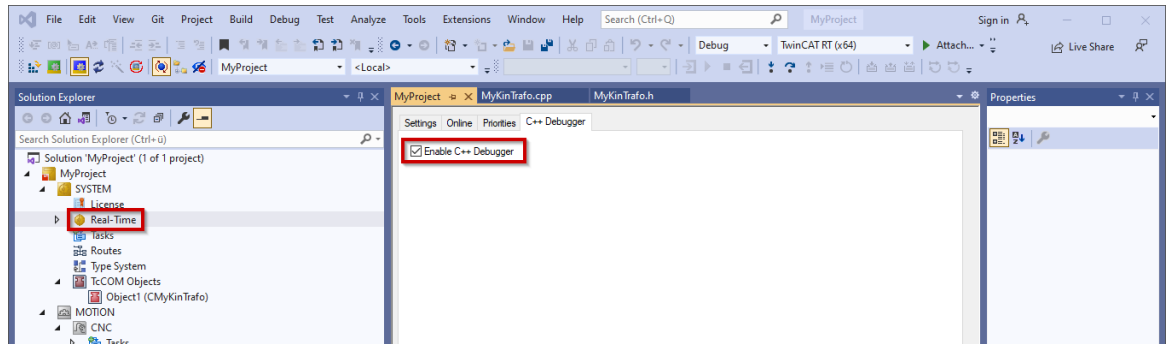 File Edit View Git Project Build Debug Test Analyze Tools Extensions Window Help Search (Ctrl+Q) MyProject Sign in
Debug TwinCAT RT (x64) Attach... Live Share
MyProject <Local>
Solution Explorer
Search Solution Explorer (Ctrl+ü)
Solution 'MyProject' (1 of 1 project)
MyProject
SYSTEM
License
Real-Time
Tasks
Routes
Type System
TcCOM Objects
Object1 (CMyKinTrafo)
MOTION
CNC
Tasks
MyProject MyKinTrafo.cpp MyKinTrafo.h
Settings Online Priorities C++ Debugger
Enable C++ Debugger
Properties